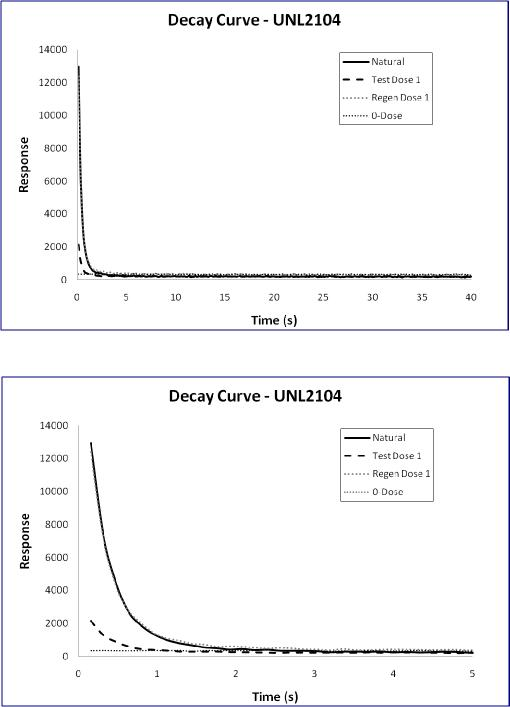 Decay Curve - UNL2104
14000
12000
10000
8000
6000
4000
2000
0
Response
Natural
Test Dose 1
Regen Dose 1
0-Dose
0 5 10 15 20 25 30 35 40
Time (s)
Decay Curve - UNL2104
14000
12000
10000
8000
6000
4000
2000
0
Response
Natural
Test Dose 1
Regen Dose 1
0-Dose
0 1 2 3 4 5
Time (s)